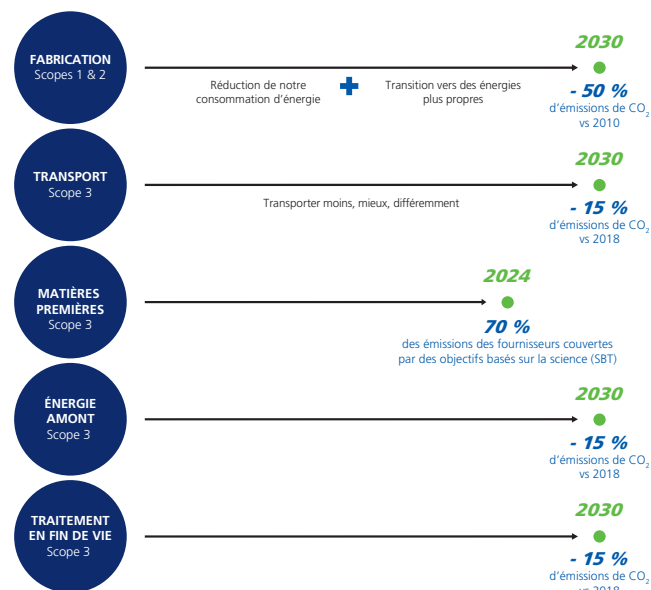 2030
FABRICATION
Scopes 1 & 2
Réduction de notre
consommation d'énergie
Transition vers des énergies
plus propres
- 50 %
d'émissions de CO2
vs 2010
2030
TRANSPORT
Scope 3
Transporter moins, mieux, différemment
- 15 %
d'émissions de CO2
vs 2018
2024
MATIÈRES
PREMIÈRES
Scope 3
70 %
des émissions des fournisseurs couvertes
par des objectifs basés sur la science (SBT)
2030
ÉNERGIE
AMONT
Scope 3
- 15 %
d'émissions de CO2
vs 2018
2030
TRAITEMENT
EN FIN DE VIE
Scope 3
- 15 %
d'émissions de CO2
vs 2018